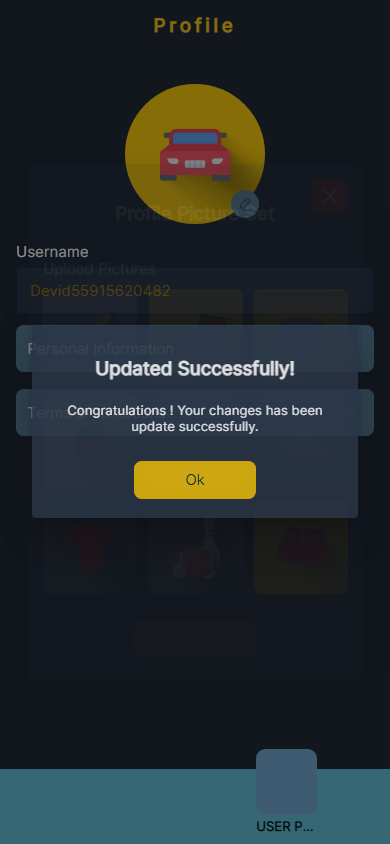 Profile
Profile Picture Set
Username
Upload Pictures
Devid55915620482
Personal Information
Updated Successfully!
Congratulations ! Your changes has been
update successfully.
Ok
USER P...